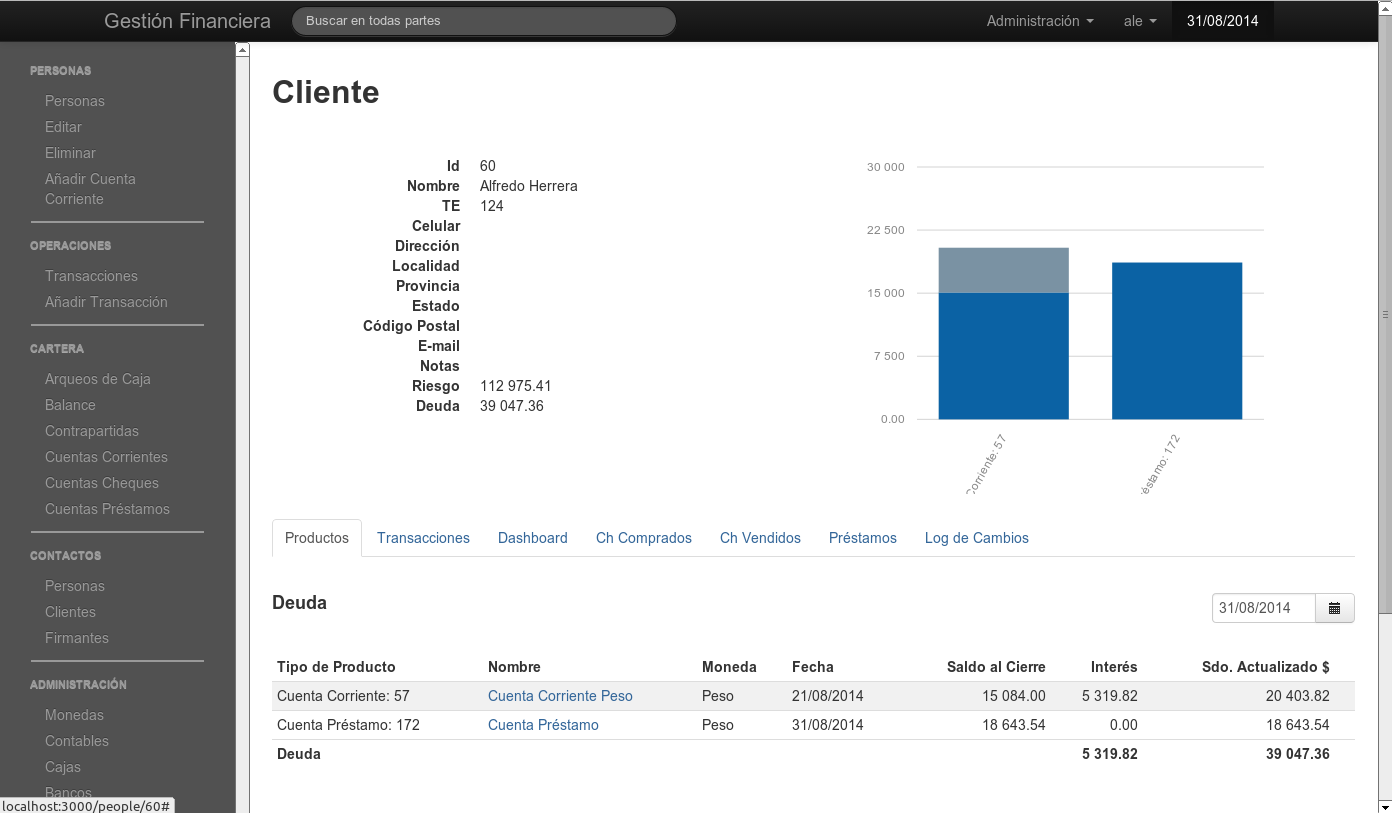 Gestión Financiera Buscar en todas partes Administración ale 31/08/2014
PERSONAS
Personas
Editar
Eliminar
Añadir Cuenta
Corriente
OPERACIONES
Transacciones
Añadir Transacción
CARTERA
Arqueos de Caja
Balance
Contrapartidas
Cuentas Corrientes
Cuentas Cheques
Cuentas Préstamos
CONTACTOS
Personas
Clientes
Firmantes
ADMINISTRACIÓN
Monedas
Contables
Cajas
Bancos
localhost:3000/people/60#
Cliente
Id 60
Nombre Alfredo Herrera
TE 124
Celular
Dirección
Localidad
Provincia
Estado
Código Postal
E-mail
Notas
Riesgo 112 975.41
Deuda 39 047.36
30 000
22 500
15 000
7 500
0.00
Corriente: 57
éstamo: 172
Productos Transacciones Dashboard Ch Comprados Ch Vendidos Préstamos Log de Cambios
Deuda 31/08/2014
Tipo de Producto Nombre Moneda Fecha Saldo al Cierre Interés Sdo. Actualizado $
Cuenta Corriente: 57 Cuenta Corriente Peso Peso 21/08/2014 15 084.00 5 319.82 20 403.82
Cuenta Préstamo: 172 Cuenta Préstamo Peso 31/08/2014 18 643.54 0.00 18 643.54
Deuda 5 319.82 39 047.36